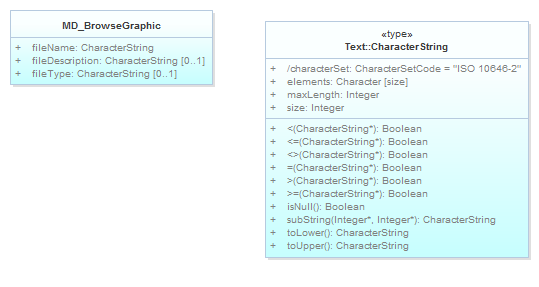 MD_BrowseGraphic
+ fileName: CharacterString
+ fileDescription: CharacterString [0..1]
+ fileType: CharacterString [0..1]
«type»
Text::CharacterString
+ /characterSet: CharacterSetCode = "ISO 10646-2"
+ elements: Character [size]
+ maxLength: Integer
+ size: Integer
+ <(CharacterString*): Boolean
+ <=(CharacterString*): Boolean
+ <>(CharacterString*): Boolean
+ =(CharacterString*): Boolean
+ >(CharacterString*): Boolean
+ >=(CharacterString*): Boolean
+ isNull(): Boolean
+ subString(Integer*, Integer*): CharacterString
+ toLower(): CharacterString
+ toUpper(): CharacterString